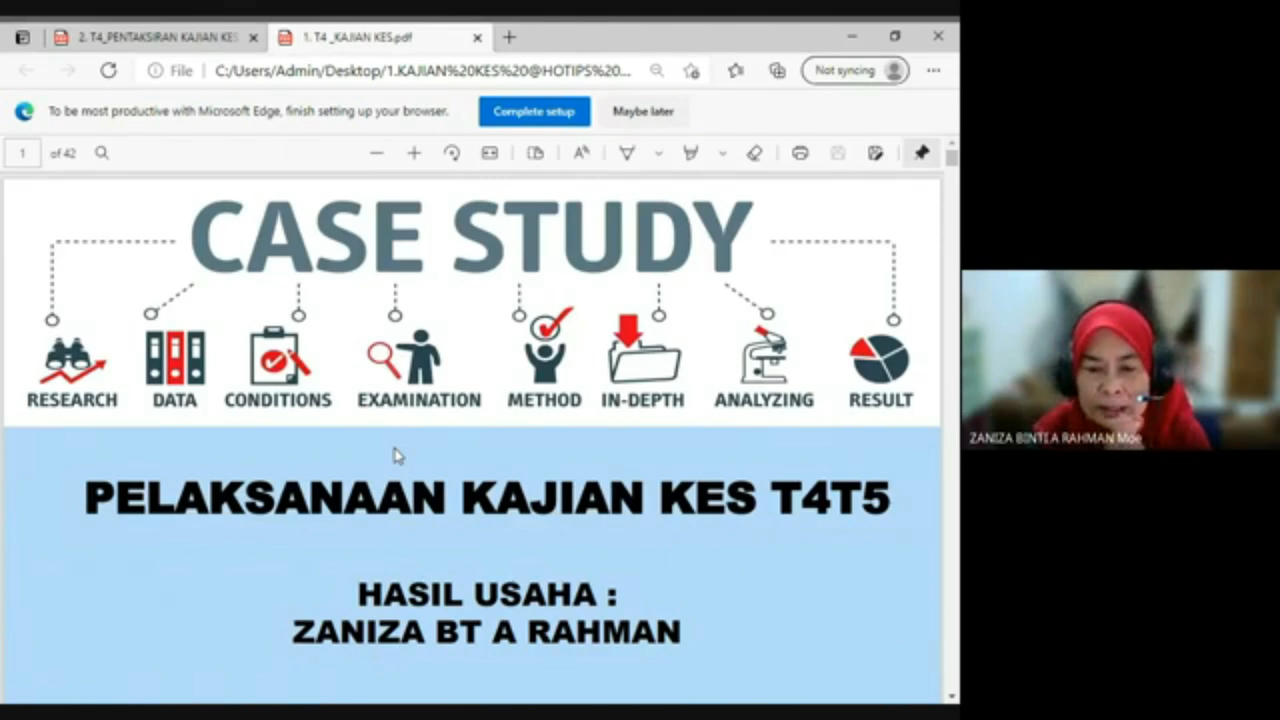 2. T4_PENTAKSIRAN KAJIAN KES
1. T4 _KAJIAN KES.pdf
File
C:/Users/Admin/Desktop/1.KAJIAN%20KES%20@HOTIPS%20...
Not syncing
To be most productive with Microsoft Edge, finish setting up your browser.
Complete setup
Maybe later
1 of 42
CASE STUDY
RESEARCH DATA CONDITIONS EXAMINATION METHOD IN-DEPTH ANALYZING RESULT
PELAKSANAAN KAJIAN KES T4T5
HASIL USAHA :
ZANIZA BT A RAHMAN
ZANIZA BINTI A RAHMAN Moe